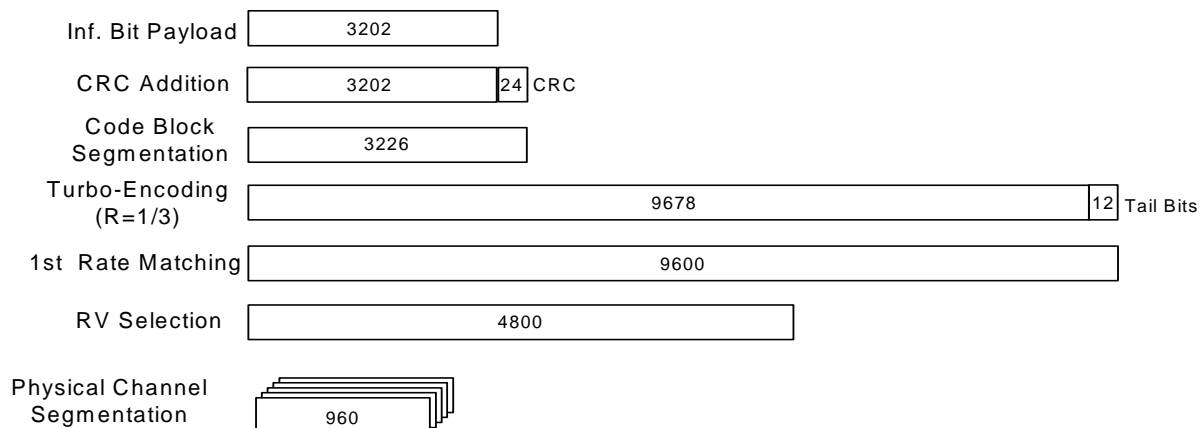 Inf. Bit Payload 3202
CRC Addition 3202 24 CRC
Code Block
Segmentation 3226
Turbo-Encoding
(R=1/3) 9678 12 Tail Bits
1st Rate Matching 9600
RV Selection 4800
Physical Channel
Segmentation 960